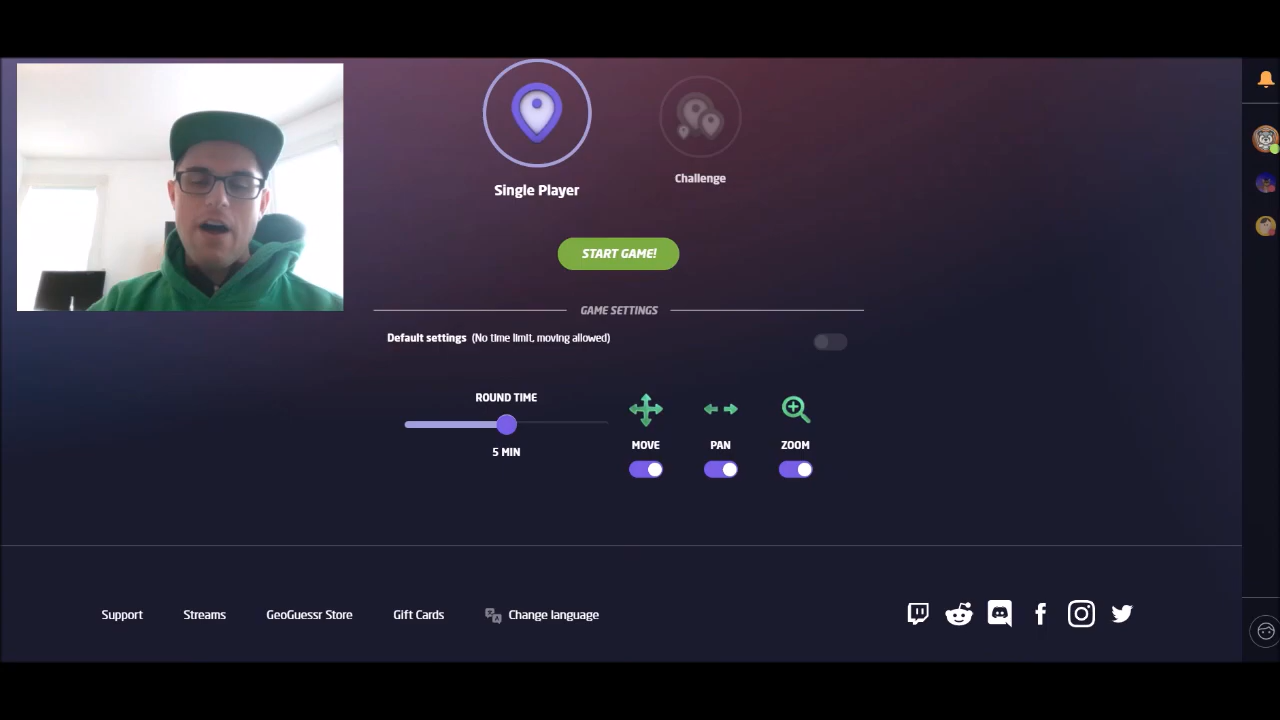 Single Player
Challenge
START GAME!
GAME SETTINGS
Default settings (No time limit, moving allowed)
ROUND TIME
5 MIN
MOVE
PAN
ZOOM
Support
Streams
GeoGuessr Store
Gift Cards
Change language